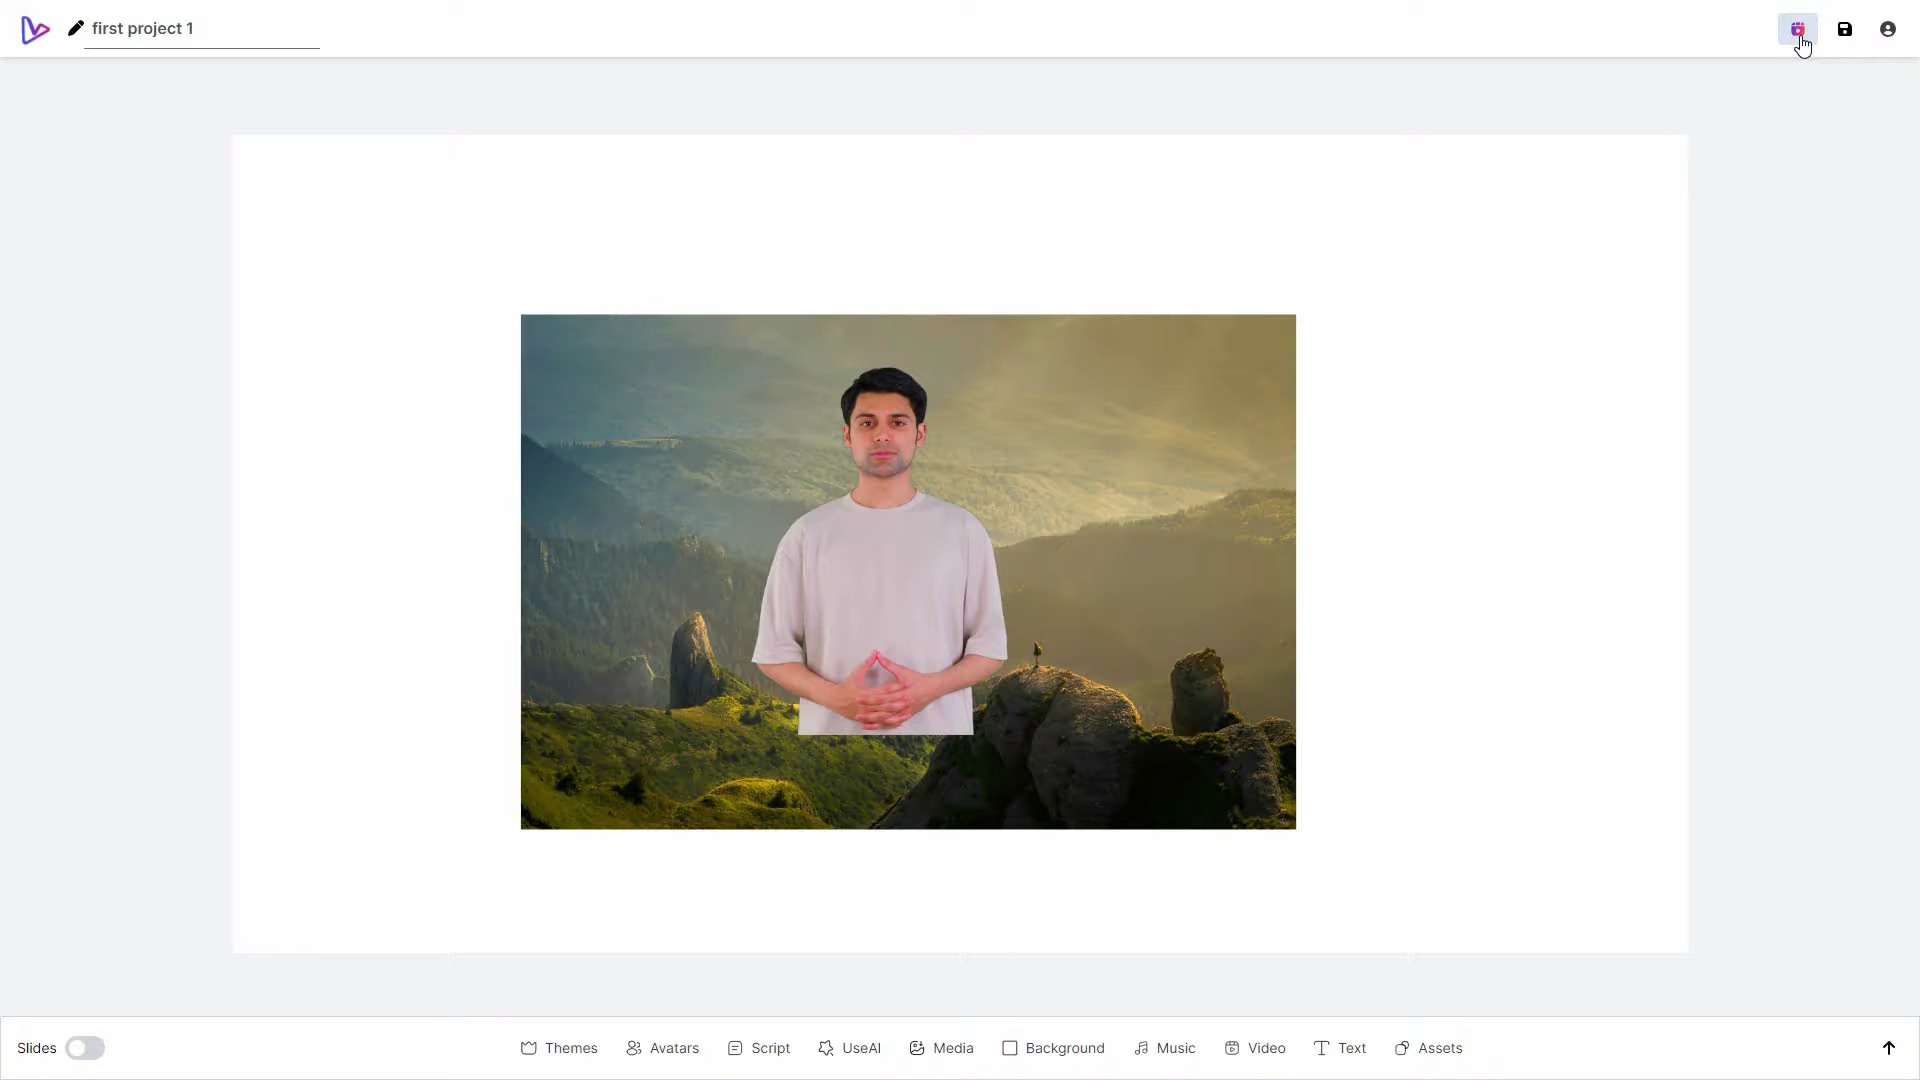 first project 1
Slides
Themes
Avatars
Script
UseAI
Media
Background
Music
Video
Text
Assets